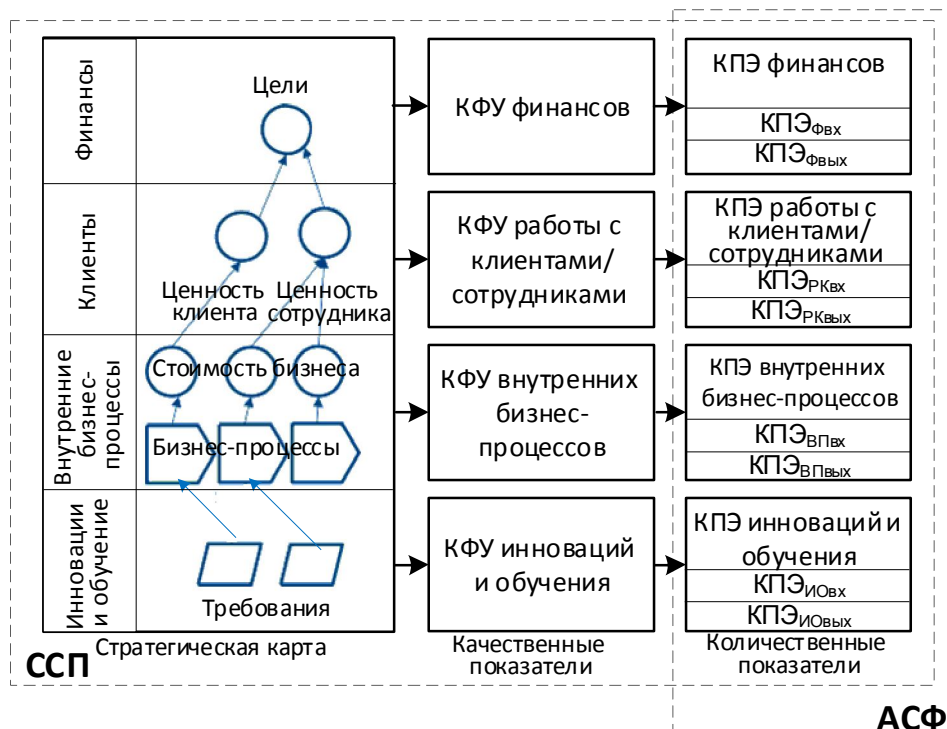 Финансы
Цели
КФУ финансов
КПЭ финансов
КПЭФвх
КПЭФвых
Клиенты
Ценность
клиента
Ценность
сотрудника
КФУ работы с
клиентами/
сотрудниками
КПЭ работы с
клиентами/
сотрудниками
КПЭРКвх
КПЭРКвых
Внутренние
бизнес-
процессы
Стоимость бизнеса
Бизнес-процессы
КФУ внутренних
бизнес-
процессов
КПЭ внутренних
бизнес-процессов
КПЭВПвх
КПЭВПвых
Инновации
и обучение
Требования
КФУ инноваций
и обучения
КПЭ инноваций и
обучения
КПЭИОвх
КПЭИОвых
Стратегическая карта
Качественные
показатели
Количественные
показатели
ССП
АСФ